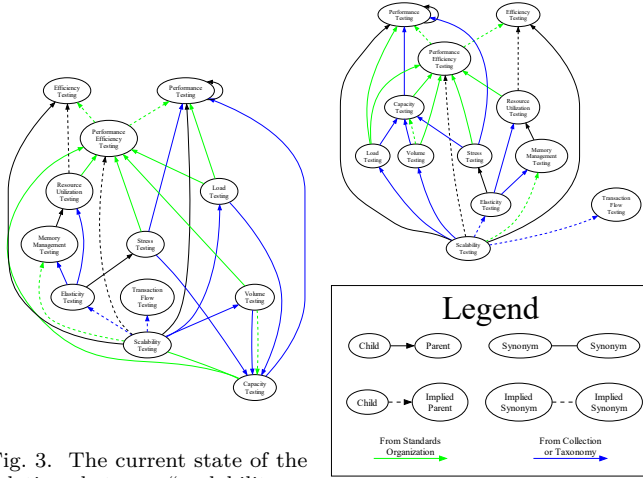 Efficiency
Testing
Performance
Testing
Performance
Efficiency
Testing
Resource
Utilization Testing
Load
Testing
Memory
Management
Testing
Stress
Testing
Elasticity
Testing
Transaction
Flow
Testing
Volume
Testing
Scalability
Testing
Capacity
Testing
Fig. 3. The current state of the
Performance
Testing
Efficiency
Testing
Performance
Efficiency
Testing
Capacity
Testing
Resource
Utilization Testing
Load
Testing
Volume
Testing
Stress
Testing
Memory
Management
Testing
Elasticity
Testing
Transaction
Flow
Testing
Scalability
Testing
Legend
Child
Parent
Synonym
Synonym
Child
Implied
Parent
Implied
Synonym
Implied
Synonym
From Standards
Organization
From Collection
or Taxonomy